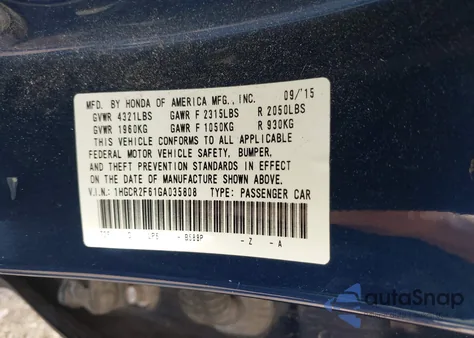 MFD. BY HONDA OF AMERICA MFG., INC. 09/'15
GVWR 4321LBS GAWR F 2315LBS R 2050LBS
GVWR 1960KG GAWR F 1050KG R 930KG
THIS VEHICLE CONFORMS TO ALL APPLICABLE
FEDERAL MOTOR VEHICLE SAFETY, BUMPER,
AND THEFT PREVENTION STANDARDS IN EFFECT
ON THE DATE OF MANUFACTURE SHOWN ABOVE.
V.I.N.: 1HGCR2F61GA035608 TYPE: PASSENGER CAR
- B588P - Z - A
autoSnap